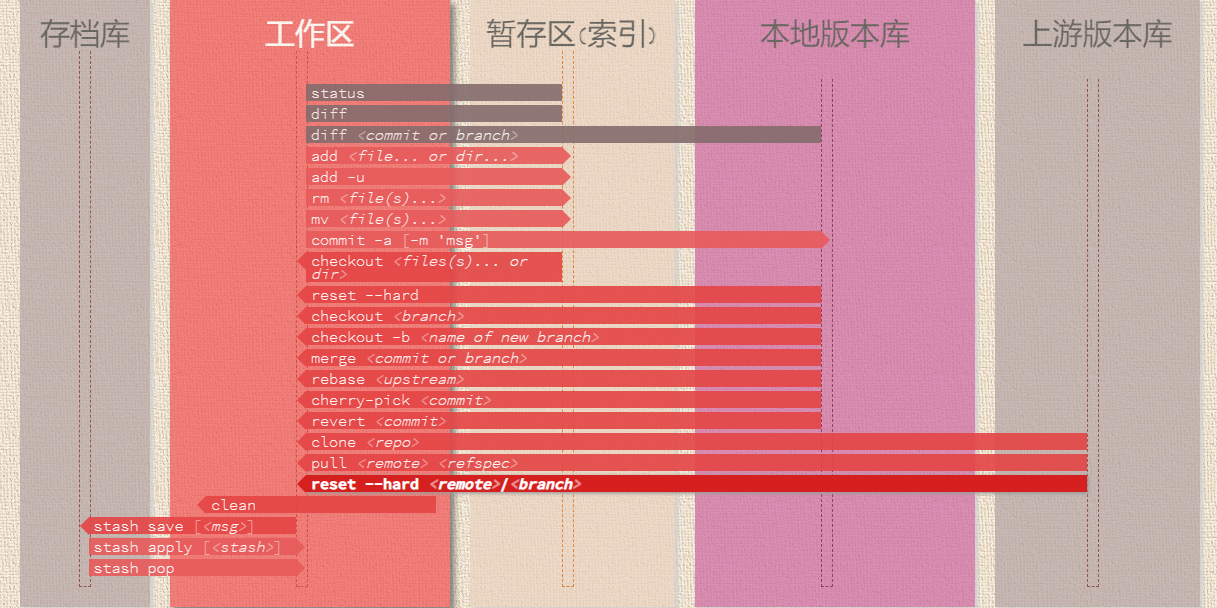 存档库
工作区
暂存区(索引)
本地版本库
上游版本库
status
diff
diff <commit or branch>
add <file... or dir...>
add -u
rm <file(s)...>
mv <file(s)...>
commit -a [-m 'msg']
checkout <files(s)... or
dir>
reset --hard
checkout <branch>
checkout -b <name of new branch>
merge <commit or branch>
rebase <upstream>
cherry-pick <commit>
revert <commit>
clone <repo>
pull <remote> <refspec>
reset --hard <remote>/<branch>
clean
stash save [<msg>]
stash apply [<stash>]
stash pop